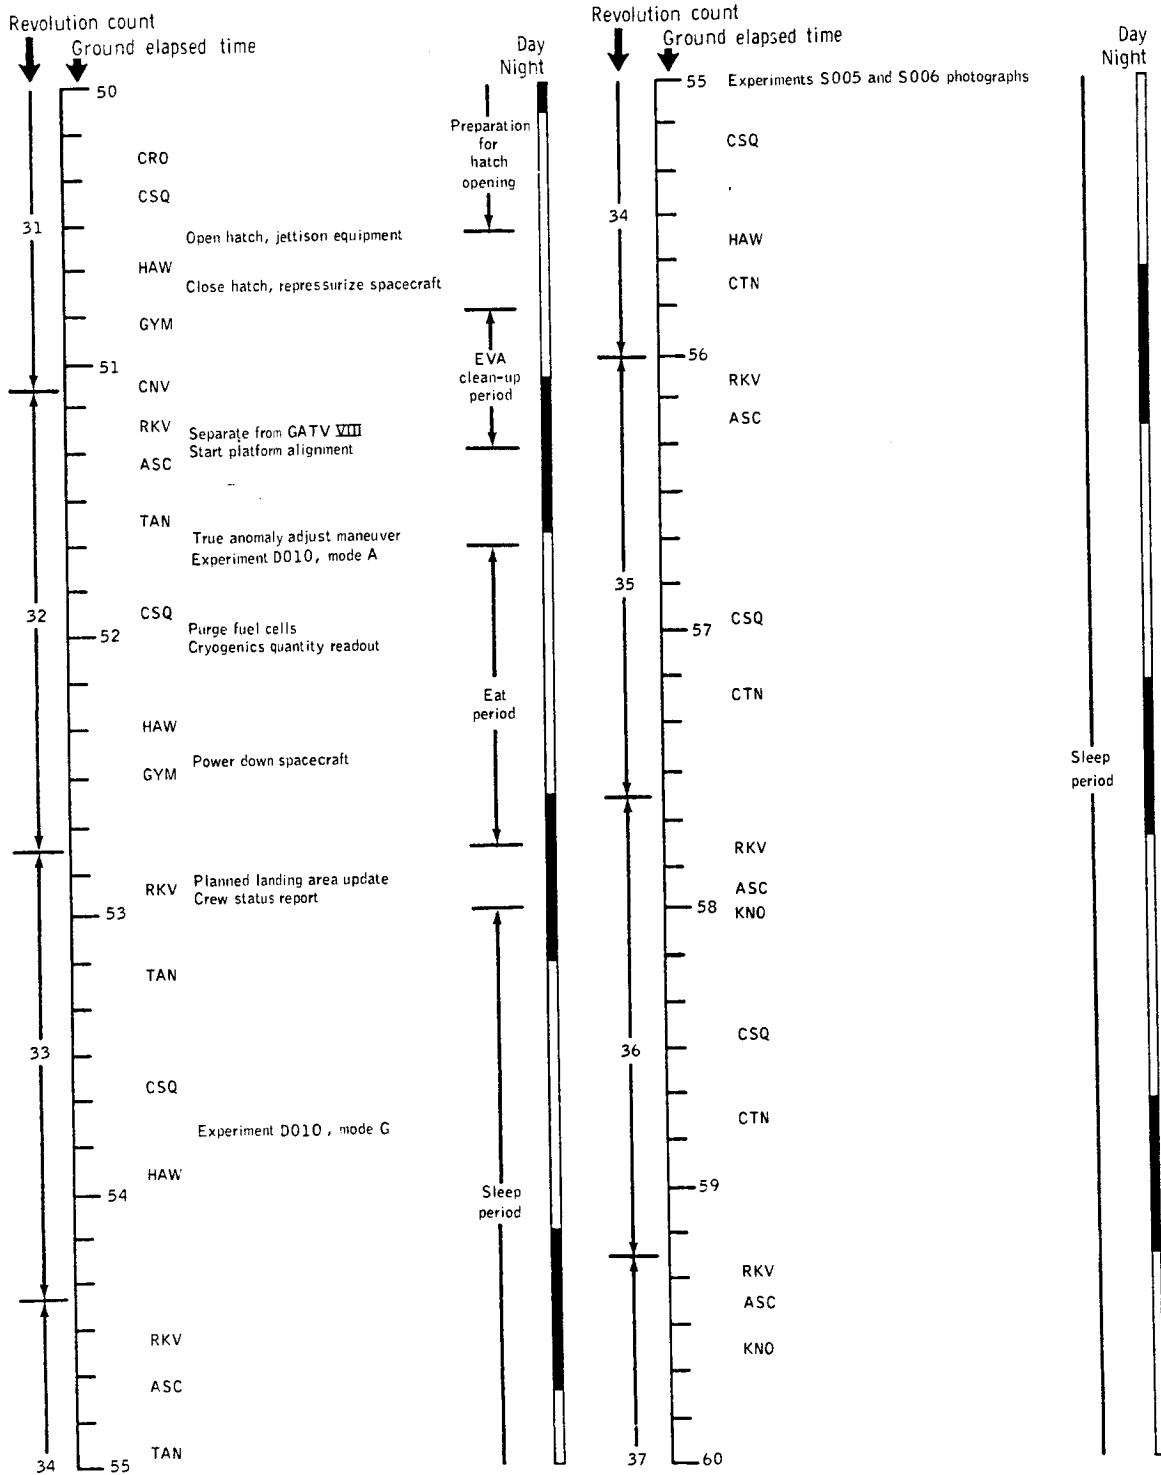 Revolution count
Ground elapsed time
Day
Night
50
Preparation
for
hatch
opening
CRO
CSQ
31
Open hatch, jettison equipment
HAW
Close hatch, repressurize spacecraft
GYM
51
EVA
clean-up
period
CNV
RKV
Separate from GATV VIII
Start platform alignment
ASC
TAN
True anomaly adjust maneuver
Experiment D010, mode A
32
CSQ
Purge fuel cells
52
Cryogenics quantity readout
Eat
period
HAW
Power down spacecraft
GYM
RKV
Planned landing area update
Crew status report
53
TAN
33
CSQ
Experiment D010, mode G
HAW
54
Sleep
period
RKV
ASC
TAN
34
55
Revolution count
Ground elapsed time
Day
Night
55
Experiments S005 and S006 photographs
CSQ
34
HAW
CTN
56
RKV
ASC
35
CSQ
57
CTN
Sleep
period
RKV
ASC
58
KNO
CSQ
36
CTN
59
RKV
ASC
KNO
37
60